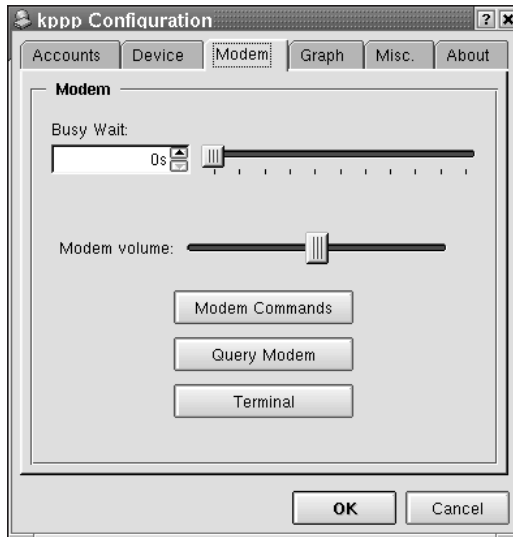 kppp Configuration ? x
Accounts Device Modem Graph Misc. About
Modem
Busy Wait:
0s
Modem volume:
Modem Commands
Query Modem
Terminal
OK Cancel